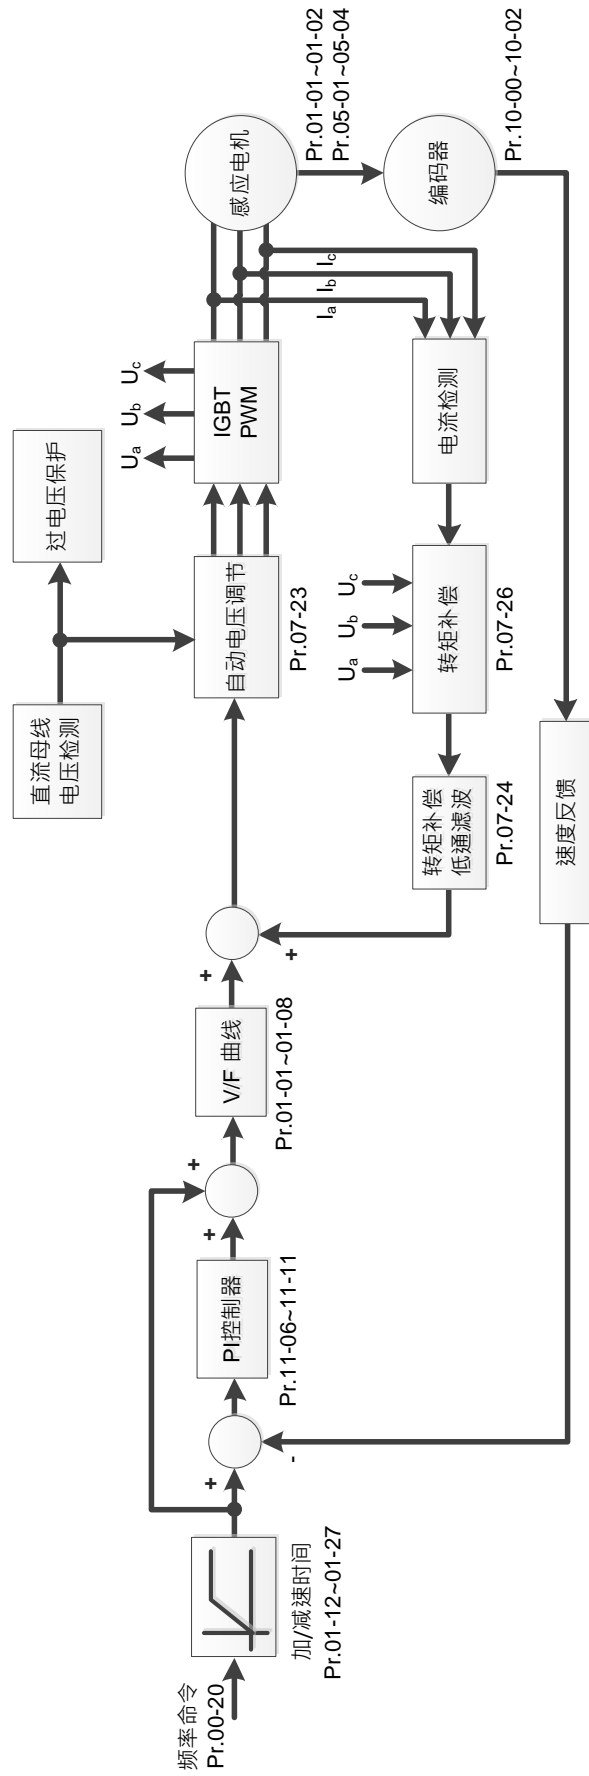 频率命令
Pr.00-20
加/减速时间
Pr.01-12~01-27
+
-
PI控制器
Pr.11-06~11-11
+
+
V/F 曲线
Pr.01-01~01-08
+
+
直流母线
电压检测
过电压保护
自动电压调节
Pr.07-23
IGBT
PWM
Ua
Ub
Uc
感应电机
Pr.01-01~01-02
Pr.05-01~05-04
Ia
Ib
Ic
编码器
Pr.10-00~10-02
电流检测
转矩补偿
Pr.07-26
Ua
Ub
Uc
转矩补偿
低通滤波
Pr.07-24
速度反馈